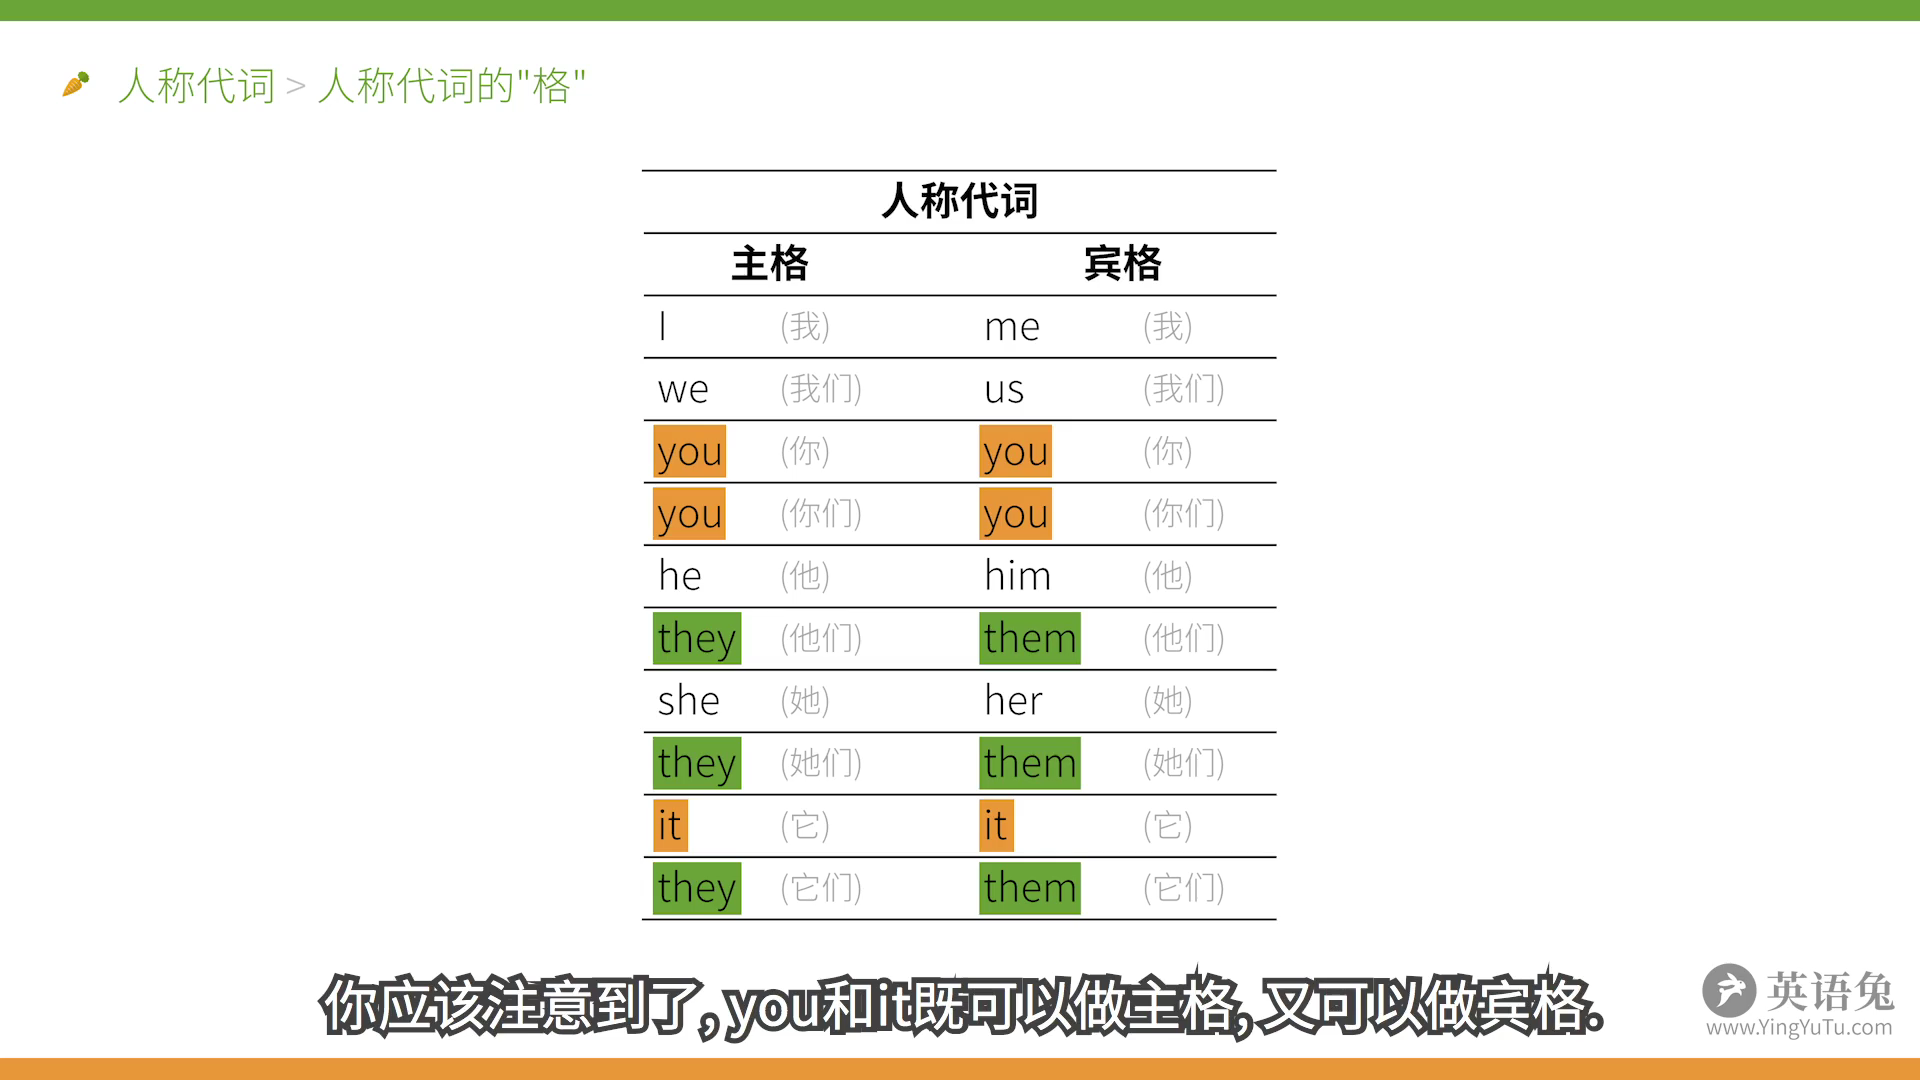 人称代词 > 人称代词的"格"
人称代词
主格 宾格
I (我) me (我)
we (我们) us (我们)
you (你) you (你)
you (你们) you (你们)
he (他) him (他)
they (他们) them (他们)
she (她) her (她)
they (她们) them (她们)
it (它) it (它)
they (它们) them (它们)
你应该注意到了, you和it既可以做主格, 又可以做宾格.
英语兔
www.YingYuTu.com